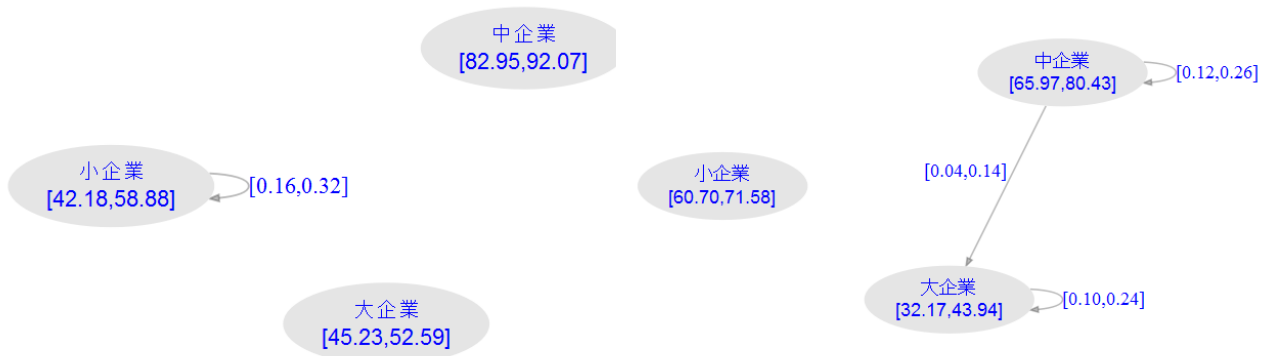 中企業
[82.95,92.07]
小企業
[42.18,58.88]
[0.16,0.32]
大企業
[45.23,52.59]
中企業
[65.97,80.43]
[0.12,0.26]
小企業
[60.70,71.58]
[0.04,0.14]
大企業
[32.17,43.94]
[0.10,0.24]